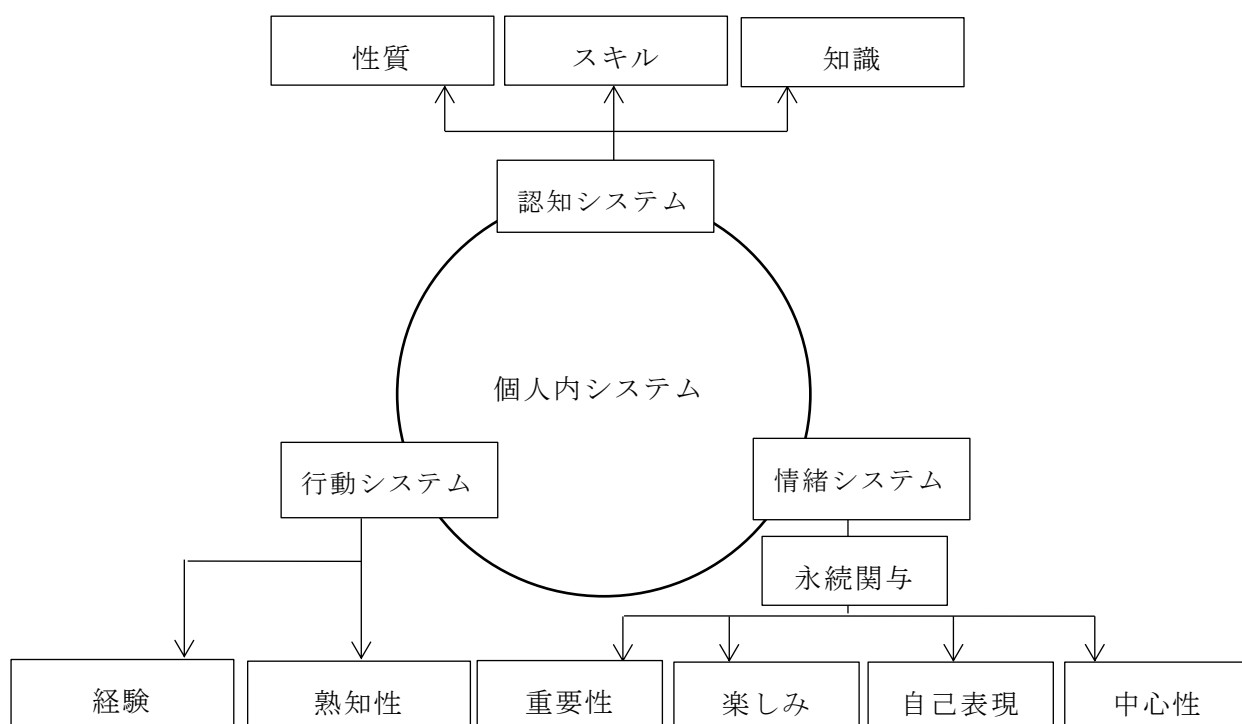 性質
スキル
知識
認知システム
個人内システム
行動システム
情緒システム
永続関与
経験
熟知性
重要性
楽しみ
自己表現
中心性